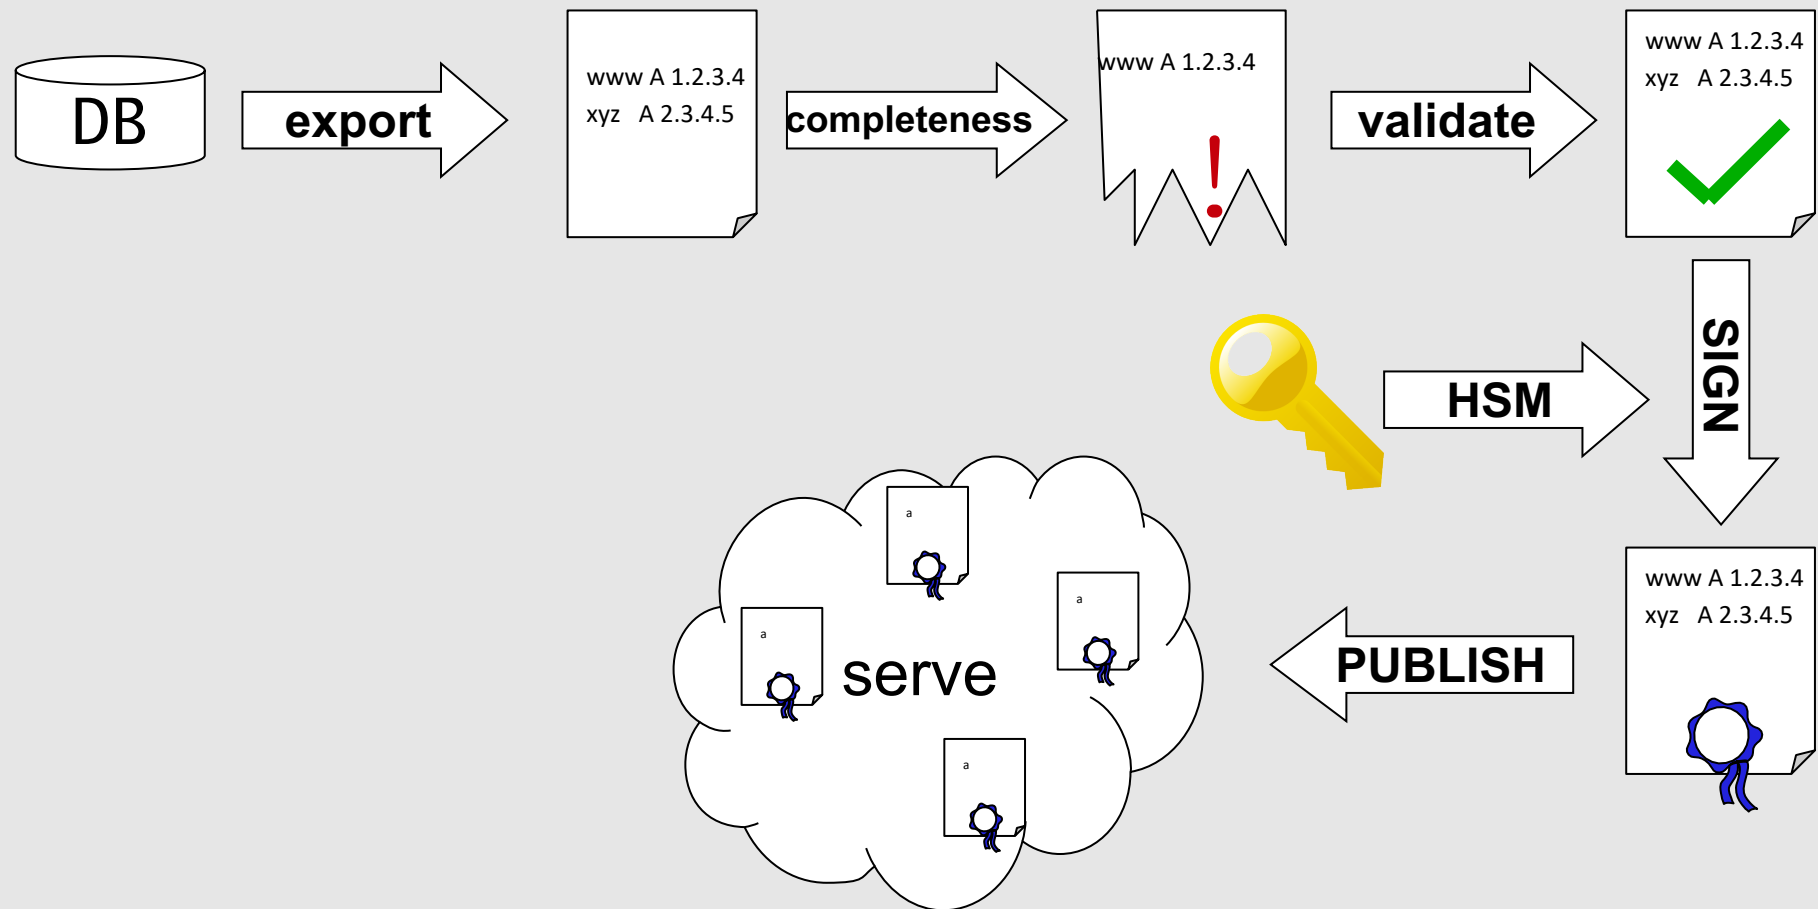 DB
export
www A 1.2.3.4
xyz A 2.3.4.5
completeness
www A 1.2.3.4
!
validate
www A 1.2.3.4
xyz A 2.3.4.5
SIGN
HSM
www A 1.2.3.4
xyz A 2.3.4.5
PUBLISH
serve
a
a
a
a